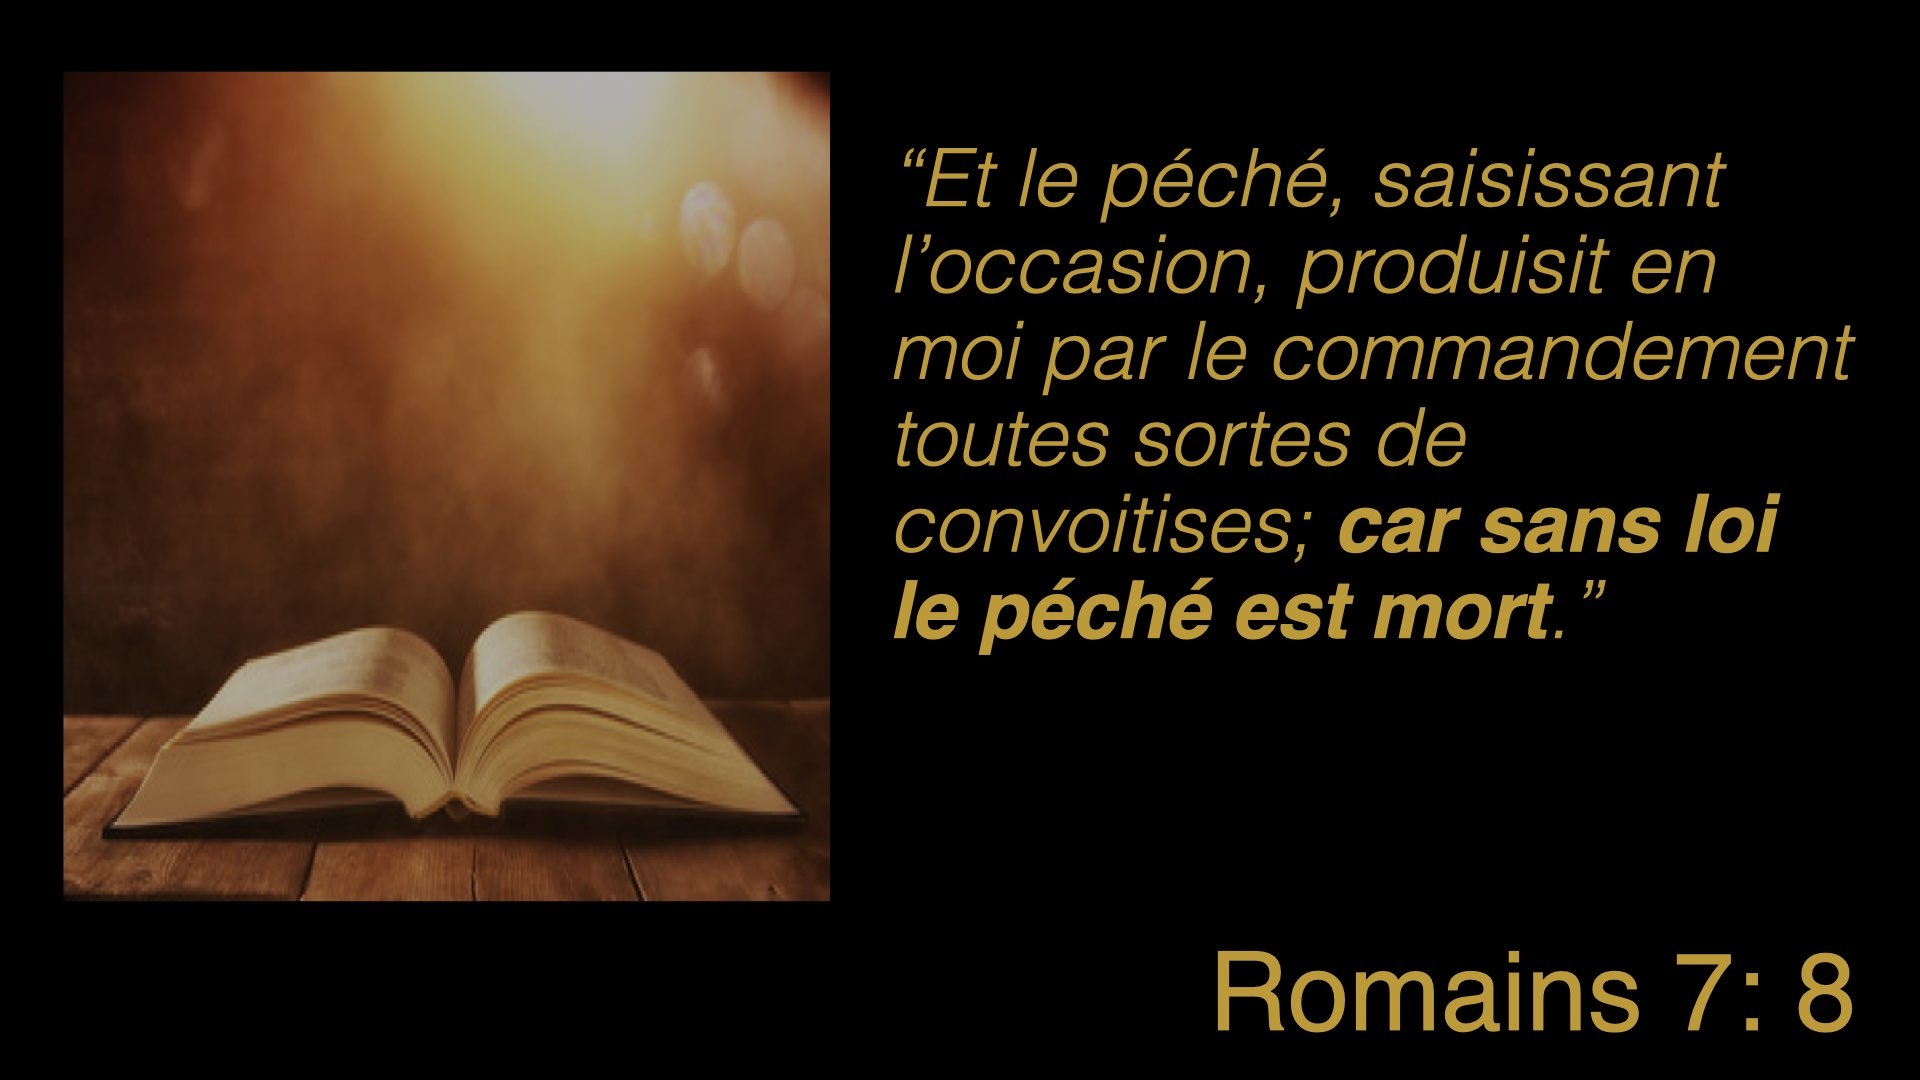 “Et le péché, saisissant
l’occasion, produisit en
moi par le commandement
toutes sortes de
convoitises; car sans loi
le péché est mort.”
Romains 7: 8